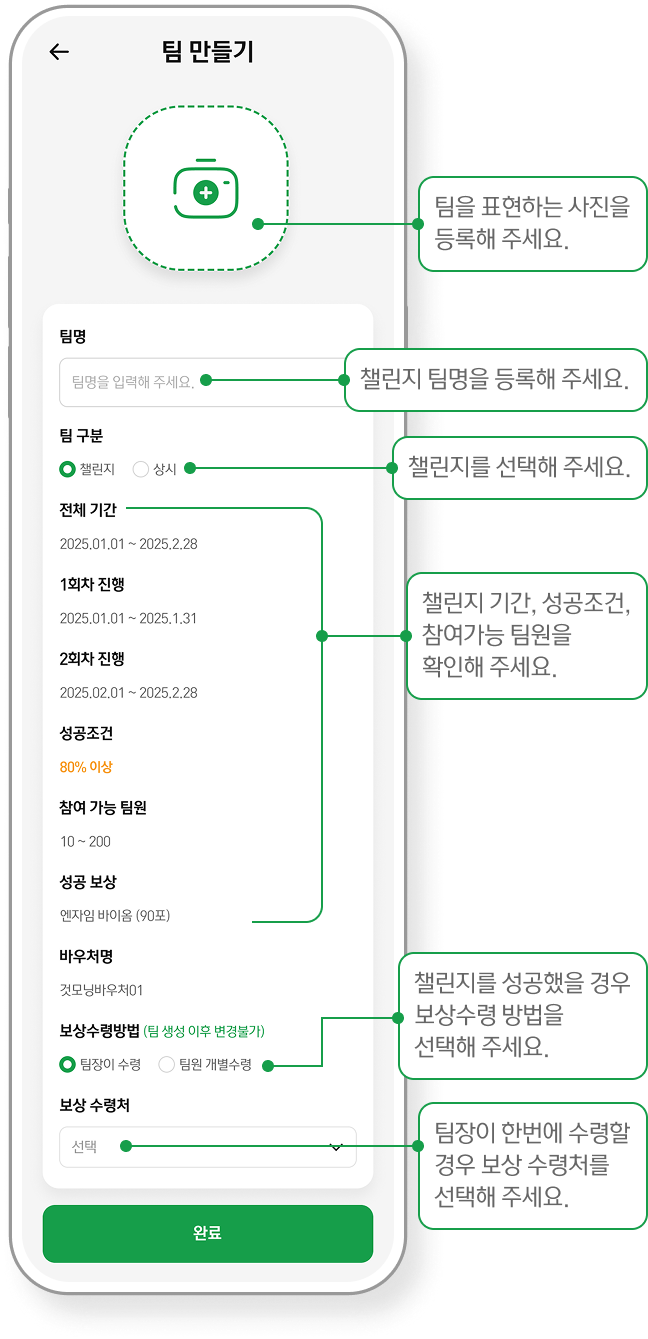 팀 만들기
팀을 표현하는 사진을
등록해 주세요.
팀명
팀명을 입력해 주세요.
챌린지 팀명을 등록해 주세요.
팀 구분
챌린지
상시
챌린지를 선택해 주세요.
전체 기간
2025.01.01 ~ 2025.2.28
1회차 진행
2025.01.01 ~ 2025.1.31
2회차 진행
2025.02.01 ~ 2025.2.28
챌린지 기간, 성공조건,
참여가능 팀원을
확인해 주세요.
성공조건
80% 이상
참여 가능 팀원
10 ~ 200
성공 보상
엔자임 바이옴 (90포)
바우처명
것모닝바우처01
보상수령방법 (팀 생성 이후 변경불가)
팀장이 수령
팀원 개별수령
챌린지를 성공했을 경우
보상수령 방법을
선택해 주세요.
보상 수령처
선택
팀장이 한번에 수령할
경우 보상 수령처를
선택해 주세요.
완료